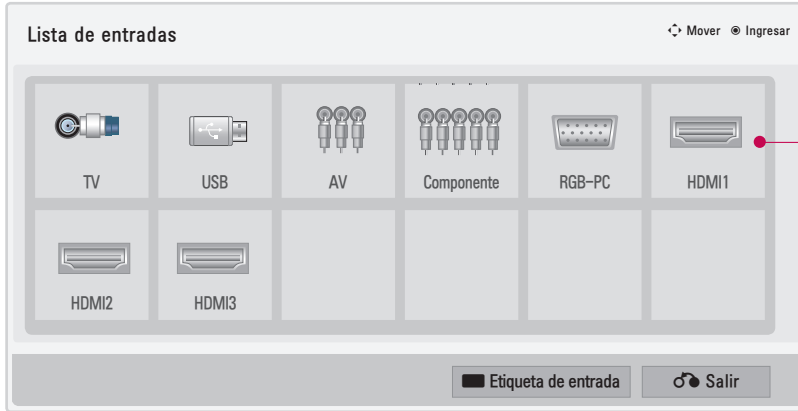 Lista de entradas
Mover Ingresar
TV USB AV Componente RGB-PC HDMI1
HDMI2 HDMI3
Etiqueta de entrada Salir